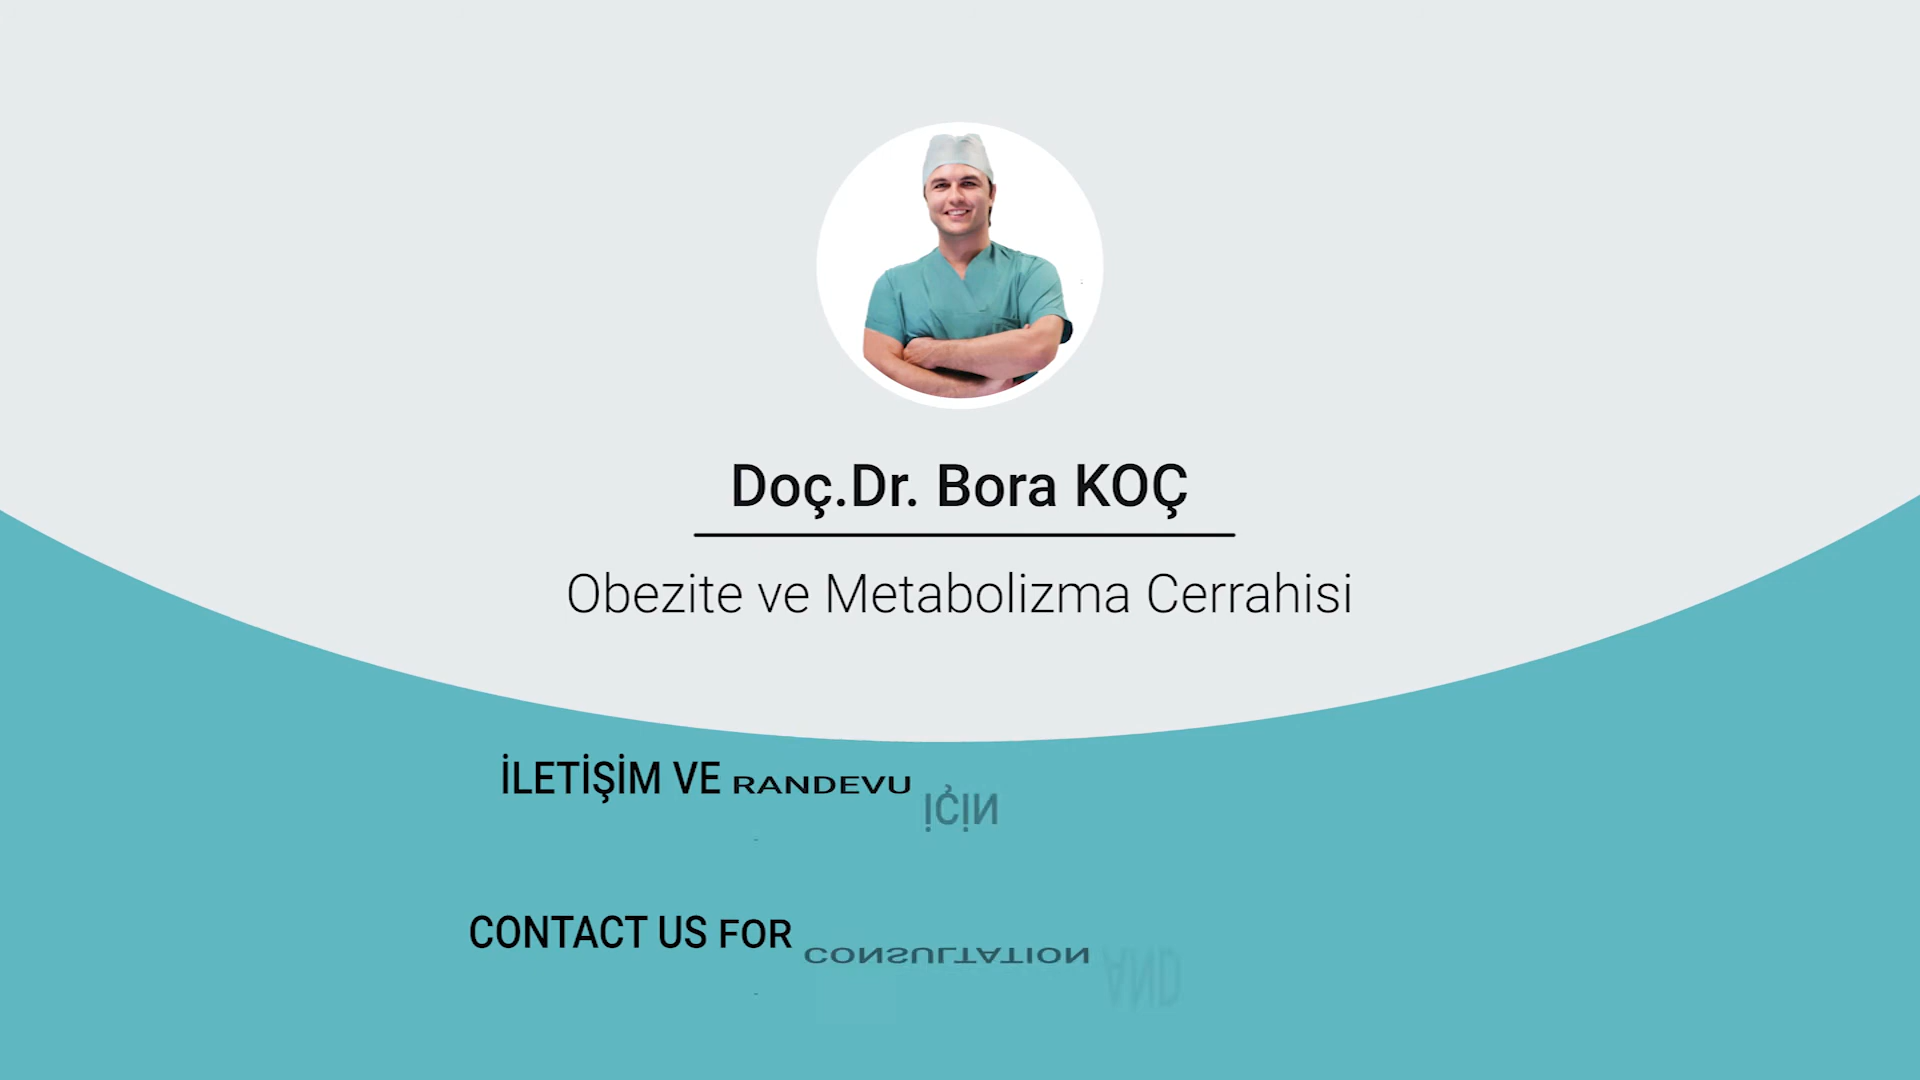 Doç.Dr. Bora KOÇ
Obezite ve Metabolizma Cerrahisi
İLETİŞİM VE RANDEVU İÇİN
CONTACT US FOR CONSULTATION AND